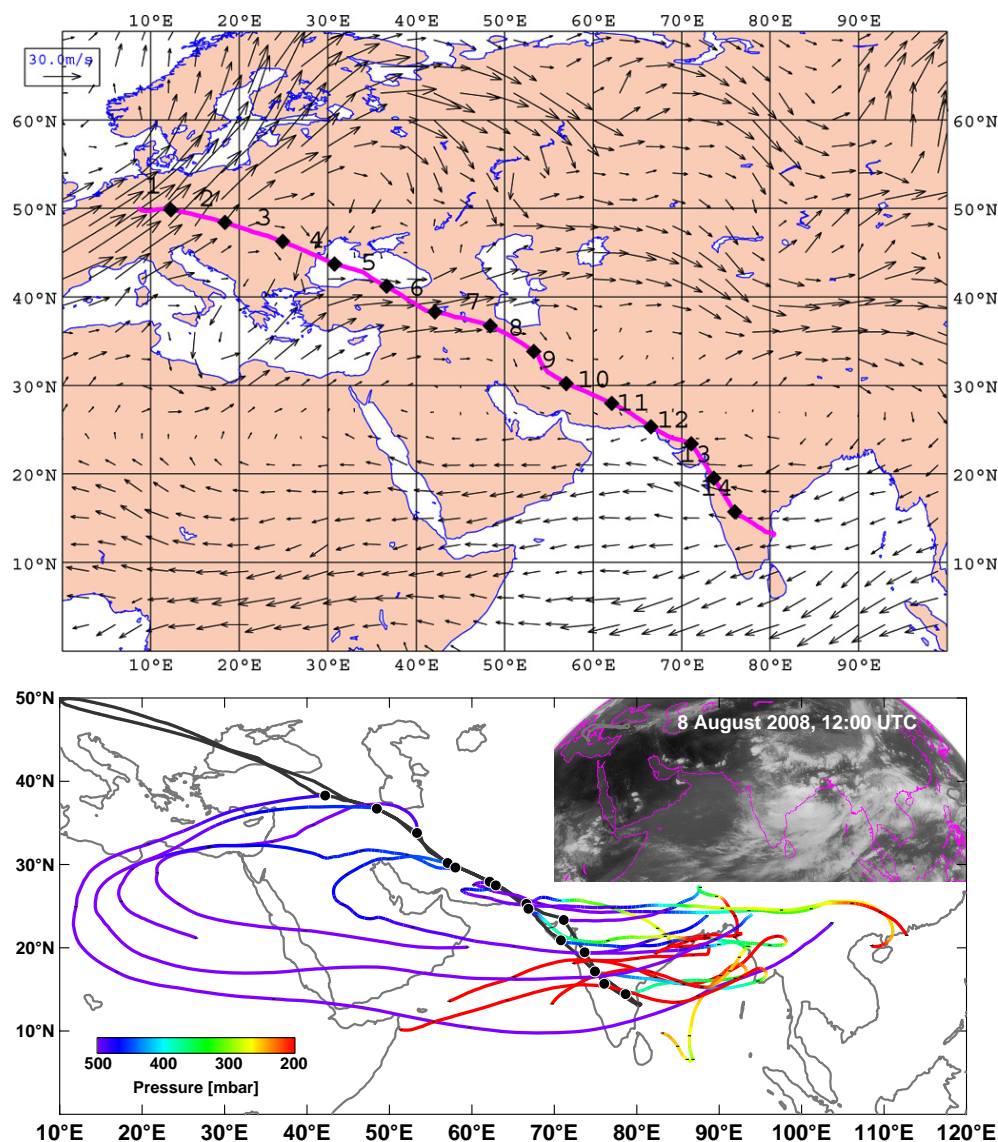 10°E 20°E 30°E 40°E 50°E 60°E 70°E 80°E 90°E
30.0m/s
60°N 60°N
1
2
50°N 50°N
3
4
5
6
7
40°N 40°N
8
9
30°N 10 30°N
11
12
13
20°N 20°N
14
10°N 10°N
10°E 20°E 30°E 40°E 50°E 60°E 70°E 80°E 90°E
50°N
8 August 2008, 12:00 UTC
40°N
30°N
20°N
10°N
500 400 300 200
Pressure [mbar]
10°E 20°E 30°E 40°E 50°E 60°E 70°E 80°E 90°E 100°E 110°E 120°E